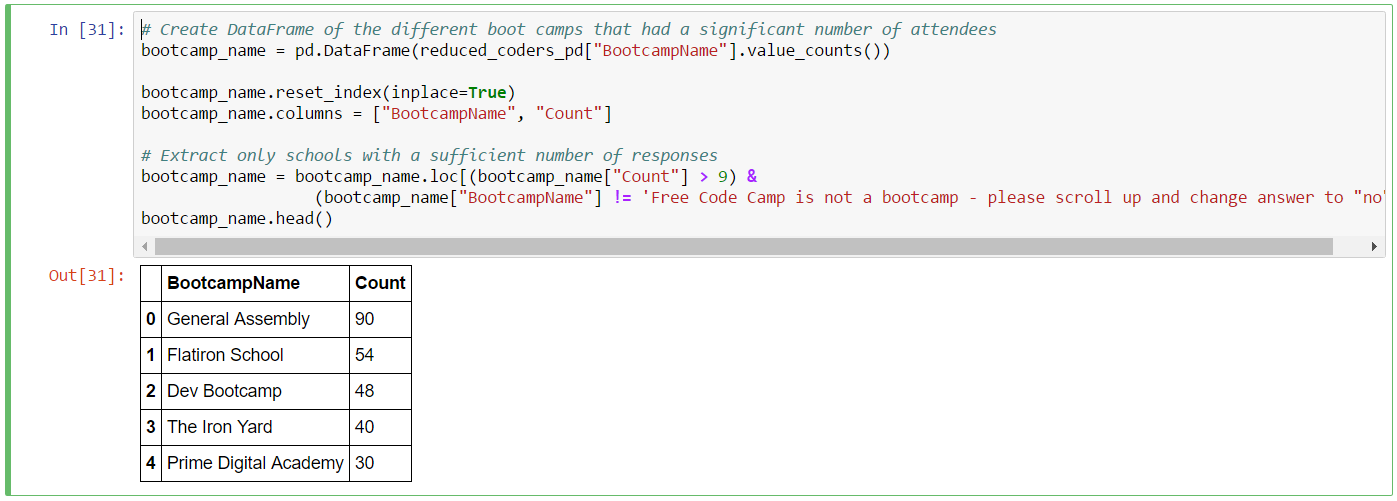 In [31]: # Create DataFrame of the different boot camps that had a significant number of attendees
bootcamp_name = pd.DataFrame(reduced_coders_pd["BootcampName"].value_counts())
bootcamp_name.reset_index(inplace=True)
bootcamp_name.columns = ["BootcampName", "Count"]
# Extract only schools with a sufficient number of responses
bootcamp_name = bootcamp_name.loc[(bootcamp_name["Count"] > 9) &
(bootcamp_name["BootcampName"] != 'Free Code Camp is not a bootcamp - please scroll up and change answer to "no'
bootcamp_name.head()
Out[31]:
BootcampName Count
0 General Assembly 90
1 Flatiron School 54
2 Dev Bootcamp 48
3 The Iron Yard 40
4 Prime Digital Academy 30